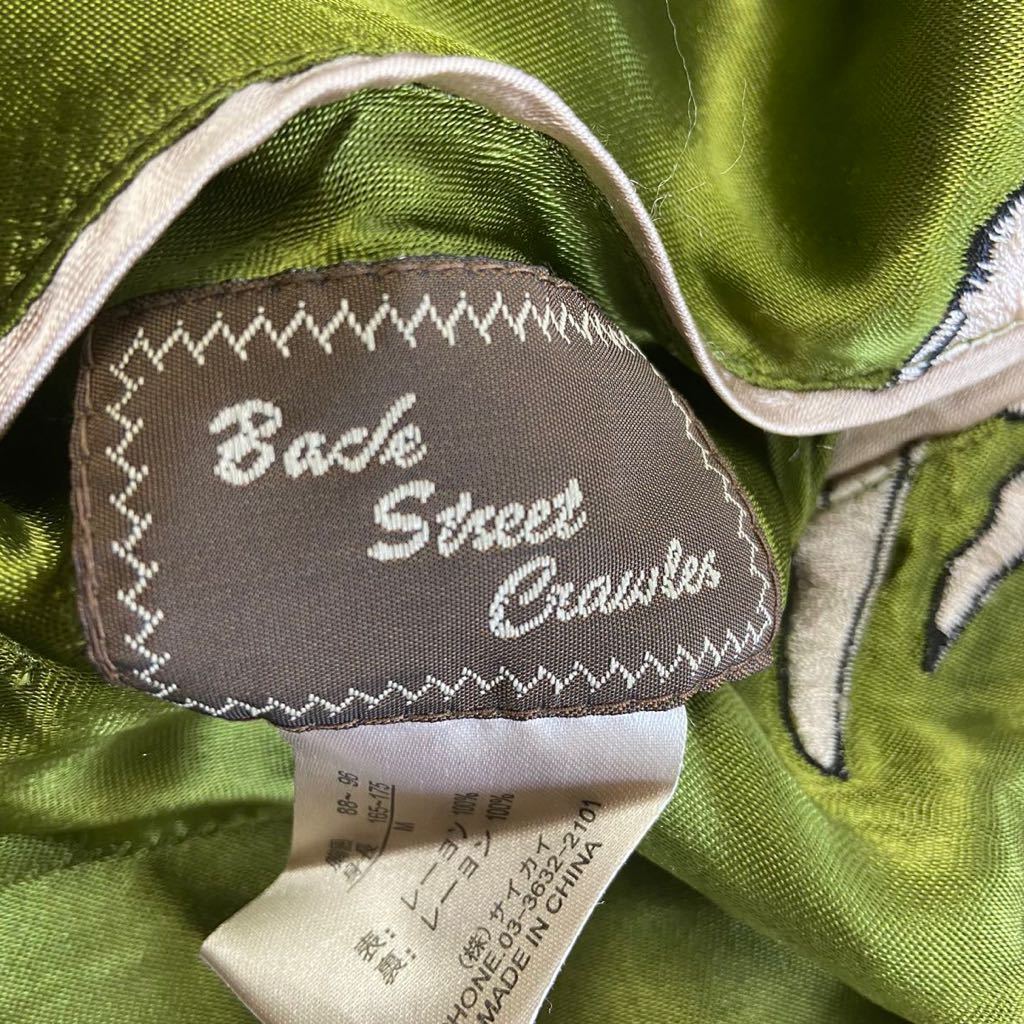 Back
Street
Crawler
胸囲 88~96
身長 165~175
M
表: レーヨン 100%
裏: レーヨン 100%
(株)サイカイ
PHONE.03-3632-2101
MADE IN CHINA